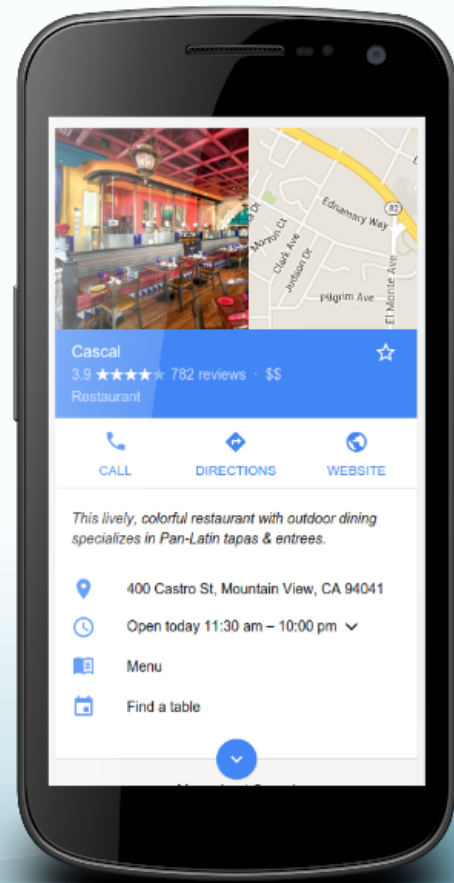 Ednamary Way
82
Morton Ct
Clark Ave
Judson Dr
El Monte Ave
Pilgrim Ave
Cascal
3.9 ★★★★★ 782 reviews · $$
Restaurant
CALL DIRECTIONS WEBSITE
This lively, colorful restaurant with outdoor dining
specializes in Pan-Latin tapas & entrees.
400 Castro St, Mountain View, CA 94041
Open today 11:30 am – 10:00 pm
Menu
Find a table